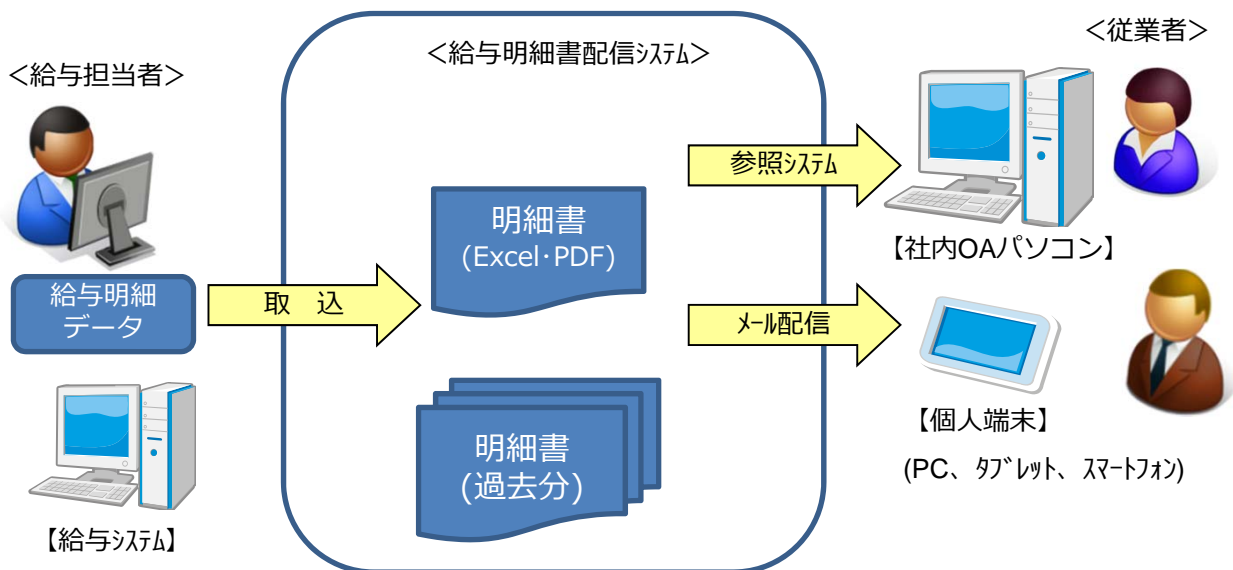 ＜給与担当者＞
給与明細
データ
【給与ｼｽﾃﾑ】
取　込
＜給与明細書配信ｼｽﾃﾑ＞
明細書
(Excel･PDF)
明細書
(過去分)
参照ｼｽﾃﾑ
ﾒｰﾙ配信
＜従業者＞
【社内OAパソコン】
【個人端末】
(PC、ﾀﾌﾞﾚｯﾄ、ｽﾏｰﾄﾌｫﾝ)